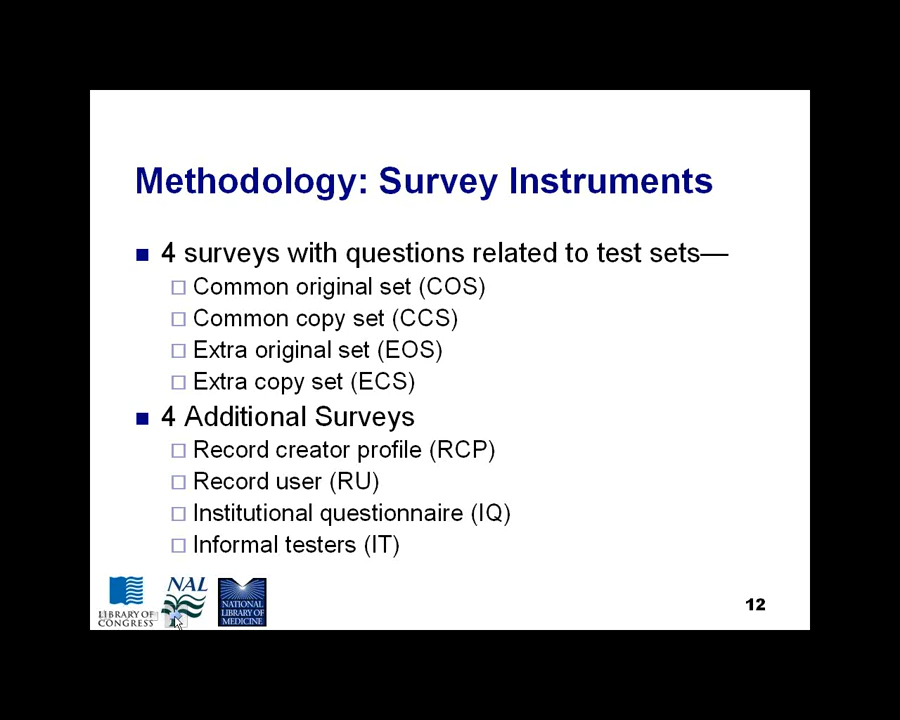 Methodology: Survey Instruments
4 surveys with questions related to test sets—
Common original set (COS)
Common copy set (CCS)
Extra original set (EOS)
Extra copy set (ECS)
4 Additional Surveys
Record creator profile (RCP)
Record user (RU)
Institutional questionnaire (IQ)
Informal testers (IT)
LIBRARY OF
CONGRESS
NAL
NATIONAL
LIBRARY OF
MEDICINE
12